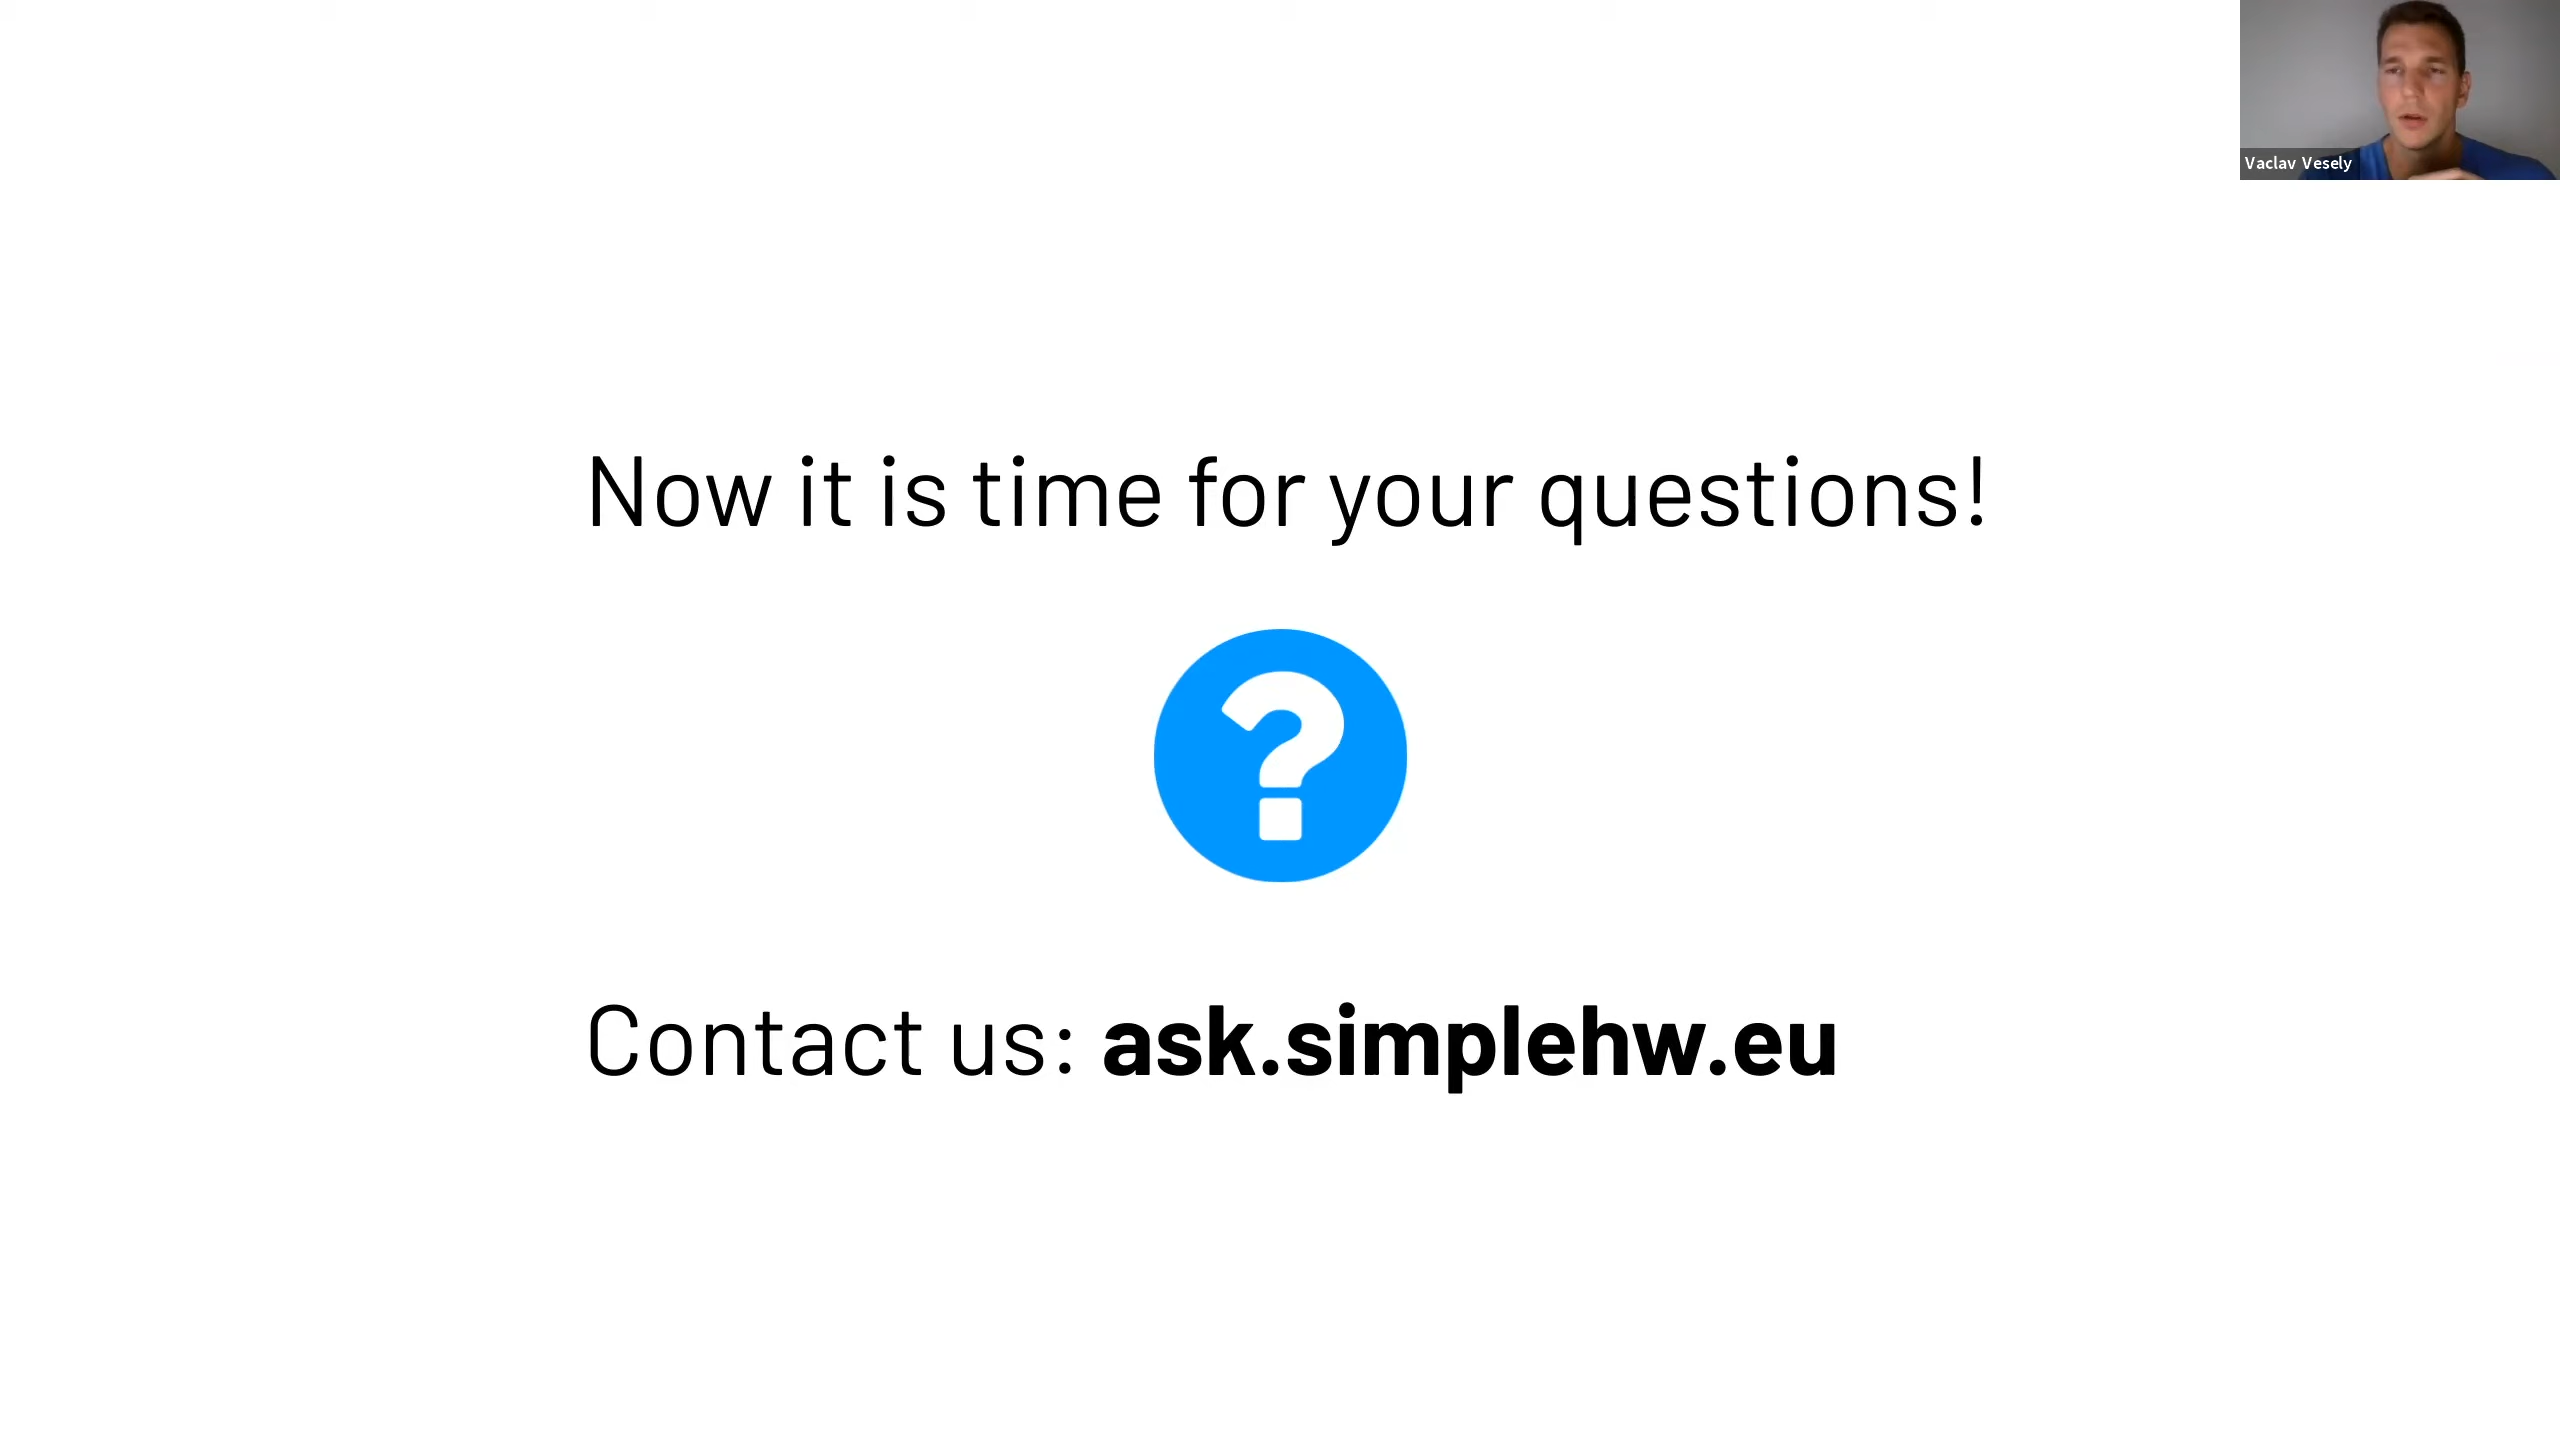 Vaclav Vesely
Now it is time for your questions!
?
Contact us: ask.simplehw.eu